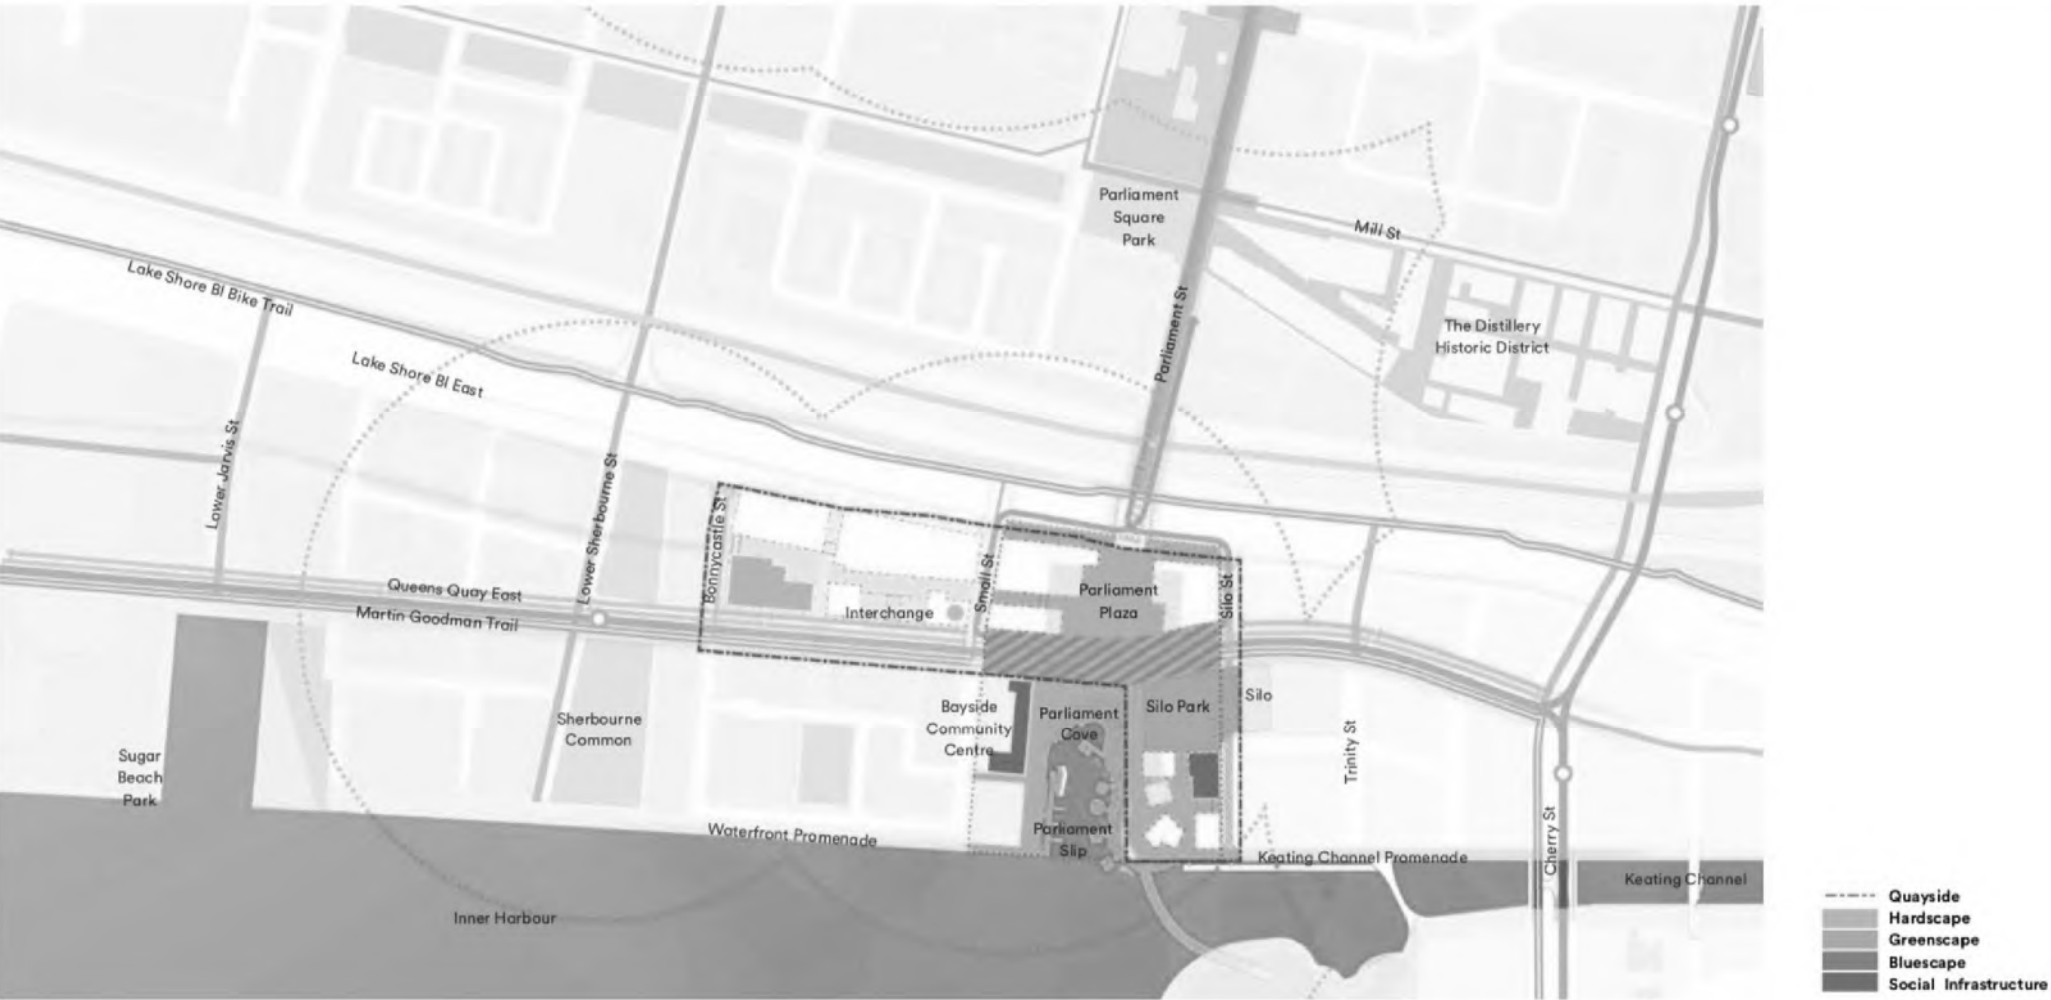 Parliament
Square
Park
Mill St
Lake Shore Bl Bike Trail
Parliament St
The Distillery
Historic District
Lake Shore Bl East
Lower Jarvis St
Lower Sherbourne St
Bonnycastle St
Small St
Silo St
Parliament
Plaza
Queens Quay East
Interchange
Martin Goodman Trail
Silo
Silo Park
Bayside
Community
Centre
Parliament
Cove
Sherbourne
Common
Trinity St
Sugar
Beach
Park
Waterfront Promenade
Parliament
Slip
Cherry St
Keating Channel Promenade
Keating Channel
Inner Harbour
Quayside
Hardscape
Greenscape
Bluescape
Social Infrastructure